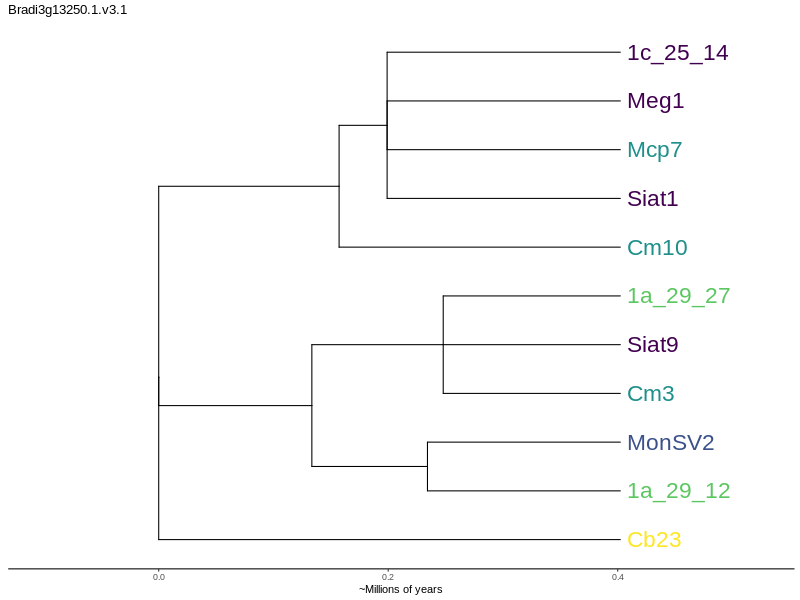 Bradi3g13250.1.v3.1
1c_25_14
Meg1
Mcp7
Siat1
Cm10
1a_29_27
Siat9
Cm3
MonSV2
1a_29_12
Cb23
0.0 0.2 0.4
~Millions of years